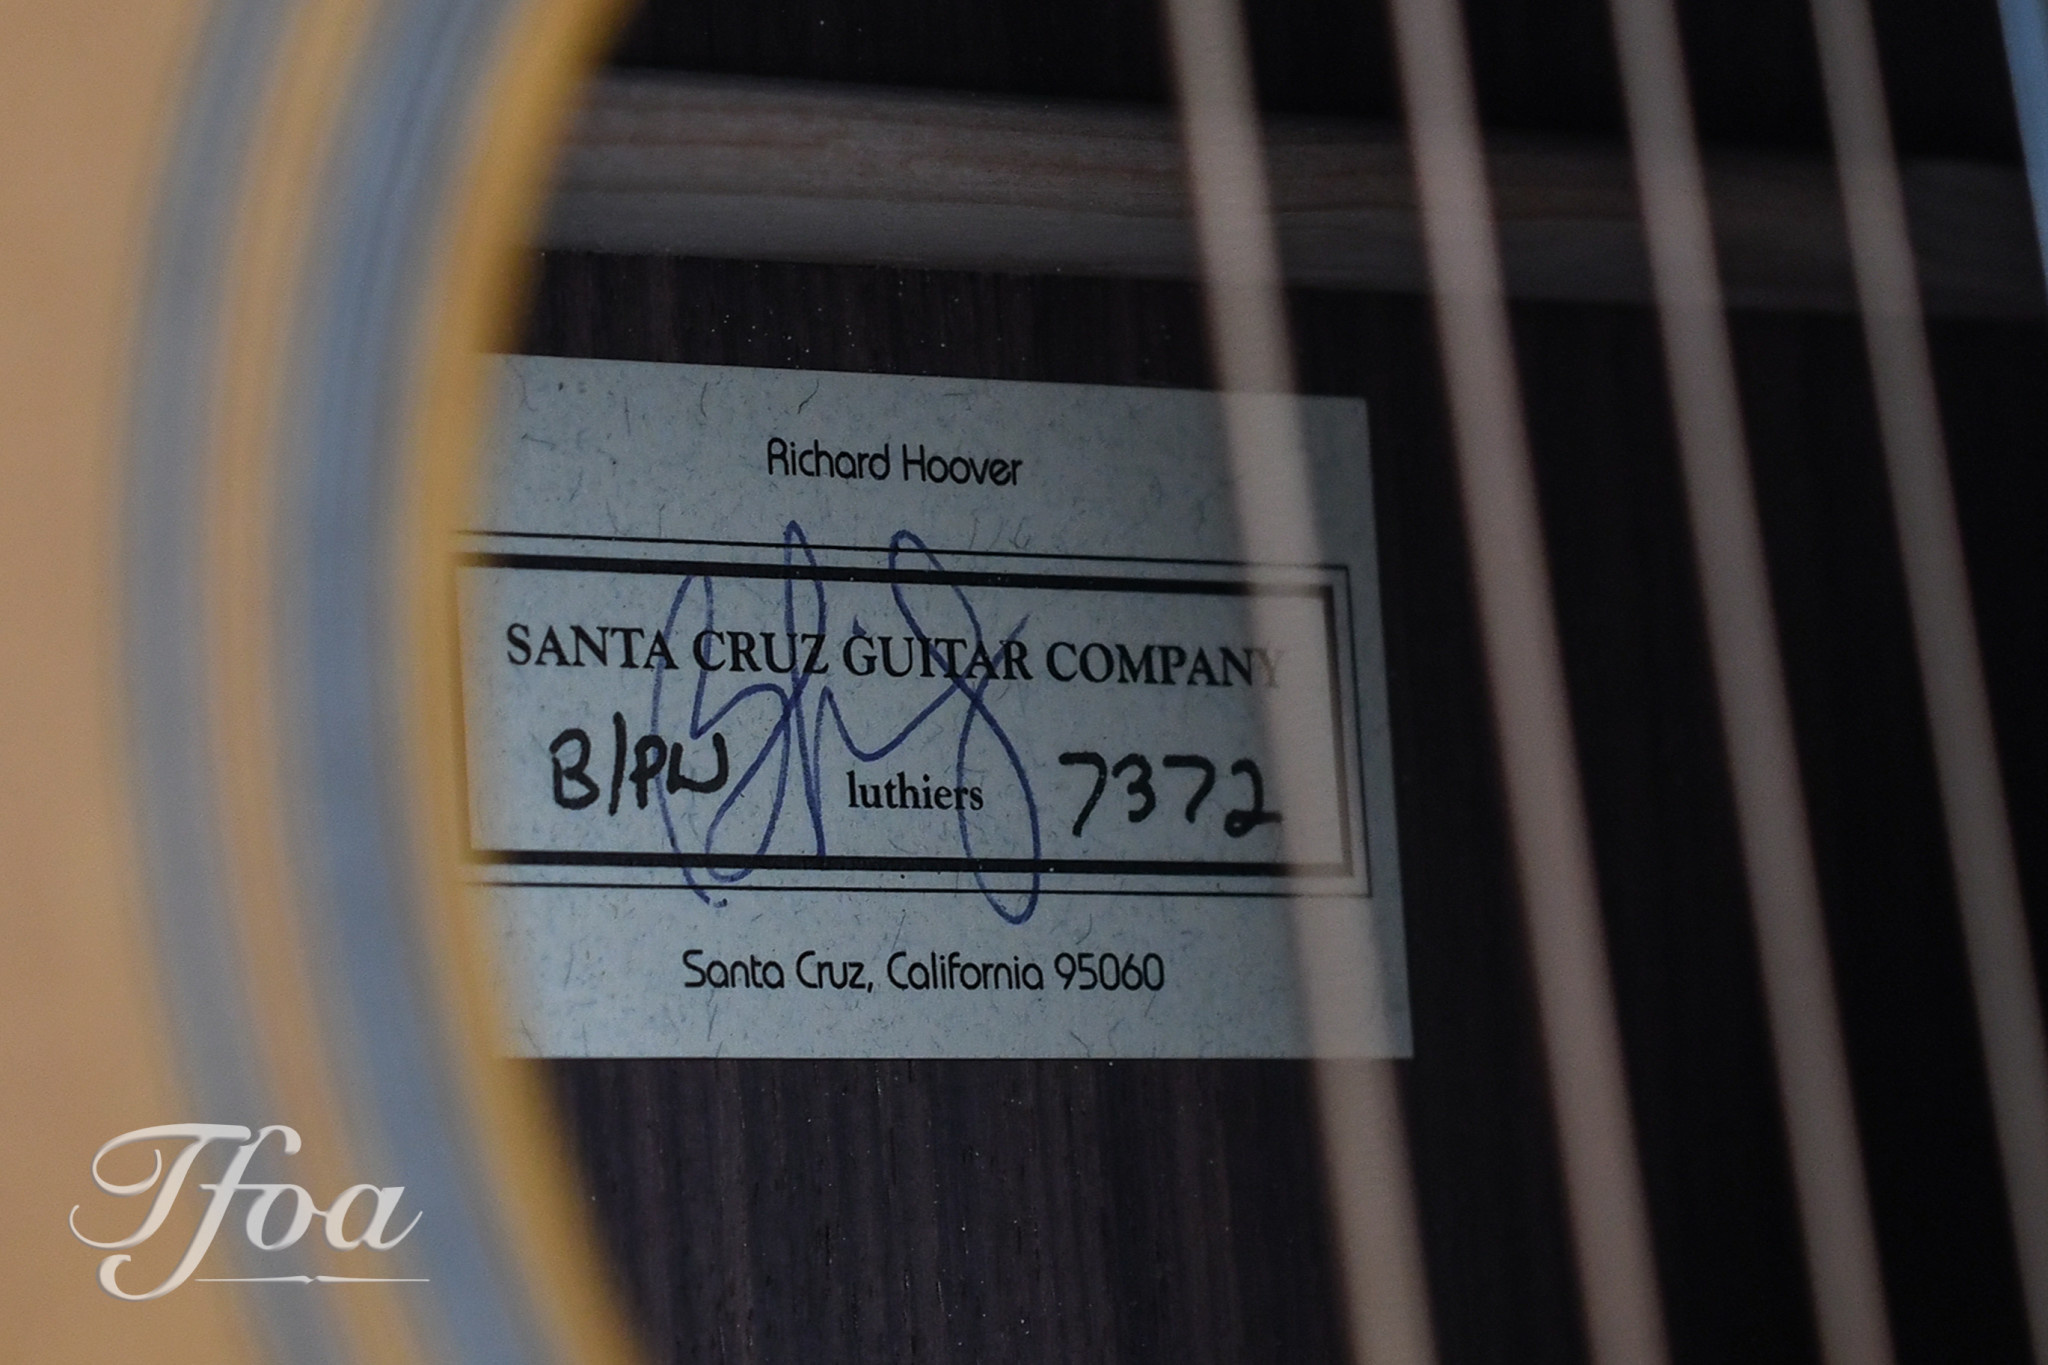 Richard Hoover
SANTA CRUZ GUITAR COMPANY
B/PW luthiers 7372
Santa Cruz, California 95060
Tfoa